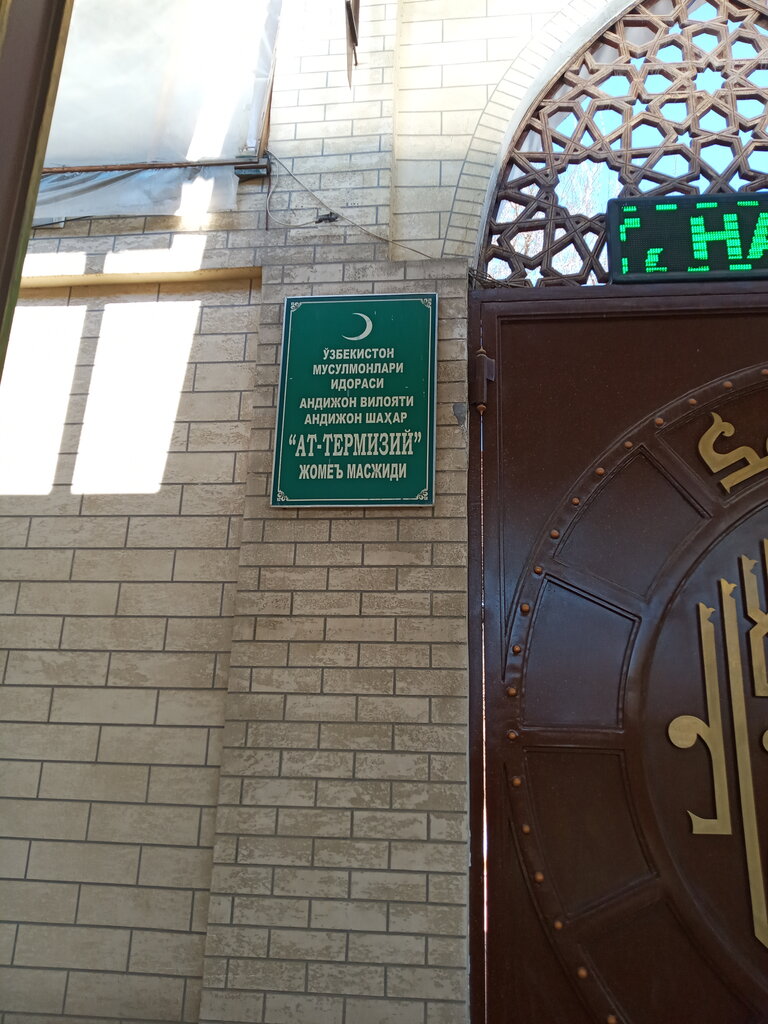 ЎЗБЕКИСТОН
МУСУЛМОНЛАРИ
ИДОРАСИ
АНДИЖОН ВИЛОЯТИ
АНДИЖОН ШАҲАР
“АТ-ТЕРМИЗИЙ”
ЖОМЕЪ МАСЖИДИ